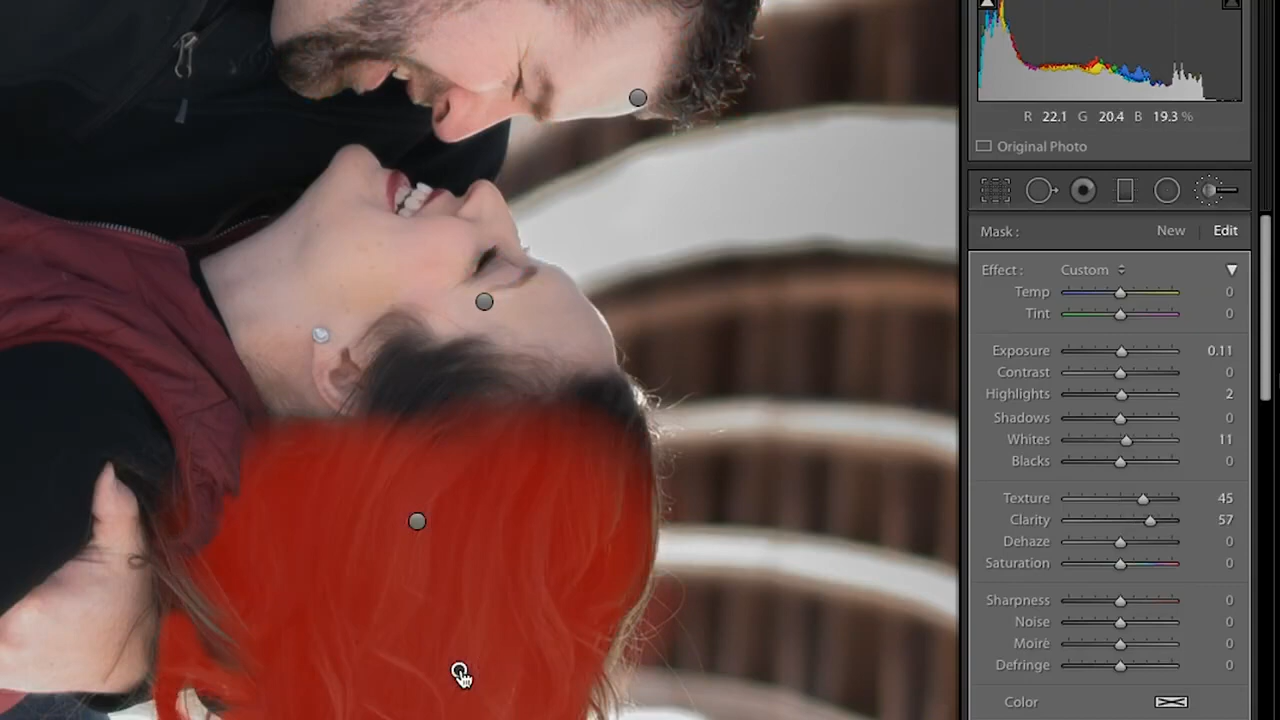 R 22.1 G 20.4 B 19.3 %
Original Photo
Mask : New Edit
Effect : Custom
Temp 0
Tint 0
Exposure 0.11
Contrast 0
Highlights 2
Shadows 0
Whites 11
Blacks 0
Texture 45
Clarity 57
Dehaze 0
Saturation 0
Sharpness 0
Noise 0
Moiré 0
Defringe 0
Color